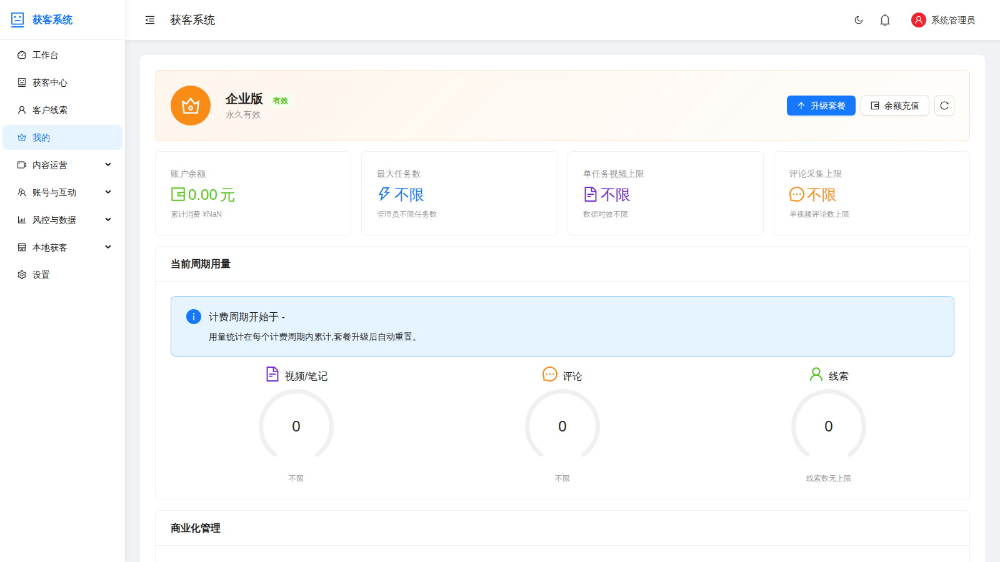 获客系统
工作台
获客中心
客户线索
我的
内容运营
账号与互动
风控与数据
本地获客
设置
获客系统
系统管理员
企业版 有效
永久有效
升级套餐 余额充值
账户余额
0.00 元
累计消费 ¥NaN
最大任务数
不限
管理员不限任务数
单任务视频上限
不限
数据时效不限
评论采集上限
不限
单视频评论数上限
当前周期用量
计费周期开始于 -
用量统计在每个计费周期内累计,套餐升级后自动重置。
视频/笔记
0
不限
评论
0
不限
线索
0
线索数无上限
商业化管理